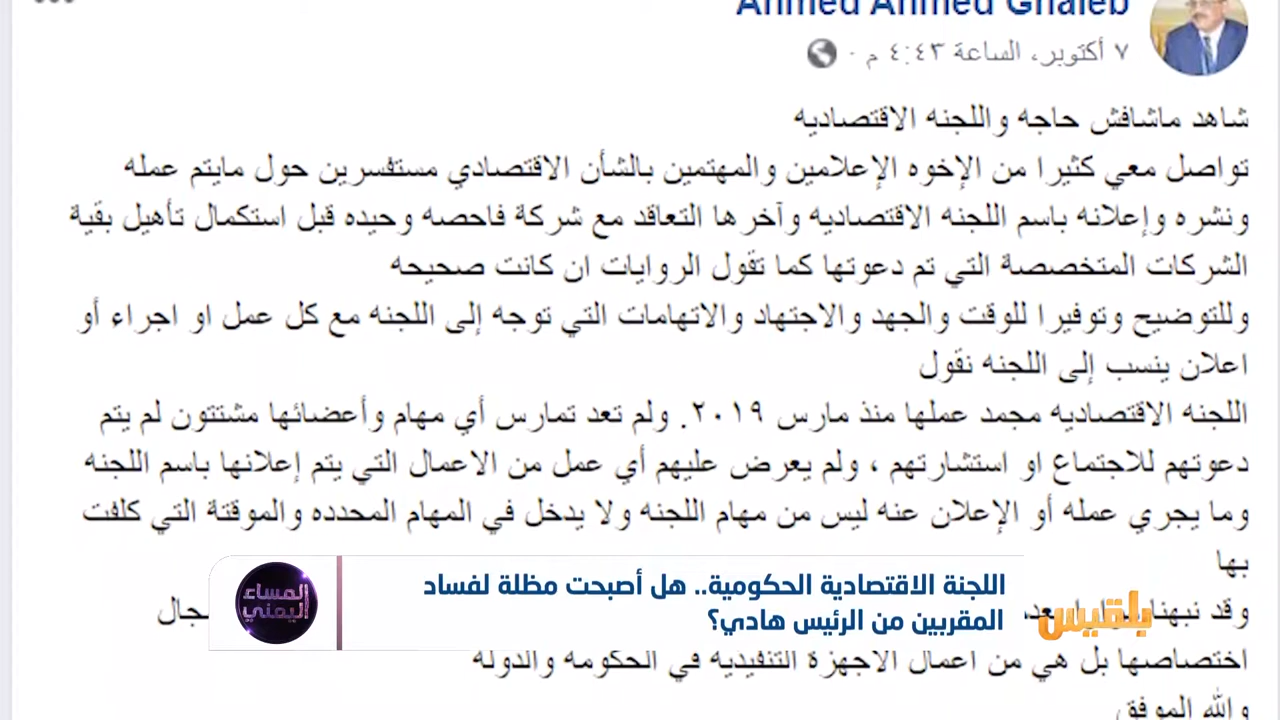 Ahmed Ahmed Ghaleb
٧ أكتوبر، الساعة ٤:٤٣ م ·
شاهد ماشافش حاجه واللجنه الاقتصاديه
تواصل معي كثيرا من الإخوه الإعلامين والمهتمين بالشأن الاقتصادي مستفسرين حول مايتم عمله
ونشره وإعلانه باسم اللجنه الاقتصاديه وآخرها التعاقد مع شركة فاحصه وحيده قبل استكمال تأهيل بقية
الشركات المتخصصة التي تم دعوتها كما تقول الروايات ان كانت صحيحه
وللتوضيح وتوفيرا للوقت والجهد والاجتهاد والاتهامات التي توجه إلى اللجنه مع كل عمل او اجراء أو
اعلان ينسب إلى اللجنه نقول
اللجنه الاقتصاديه مجمد عملها منذ مارس ٢٠١٩. ولم تعد تمارس أي مهام وأعضائها مشتتون لم يتم
دعوتهم للاجتماع او استشارتهم ، ولم يعرض عليهم أي عمل من الاعمال التي يتم إعلانها باسم اللجنه
وما يجري عمله أو الإعلان عنه ليس من مهام اللجنه ولا يدخل في المهام المحدده والموقتة التي كلفت
بها
وقد نبهنا
اختصاصها بل هي من اعمال الاجهزة التنفيذيه في الحكومه والدوله
والله الموفق
اللجنة الاقتصادية الحكومية.. هل أصبحت مظلة لفساد
المقربين من الرئيس هادي؟
المساء
اليمني
بلقيس